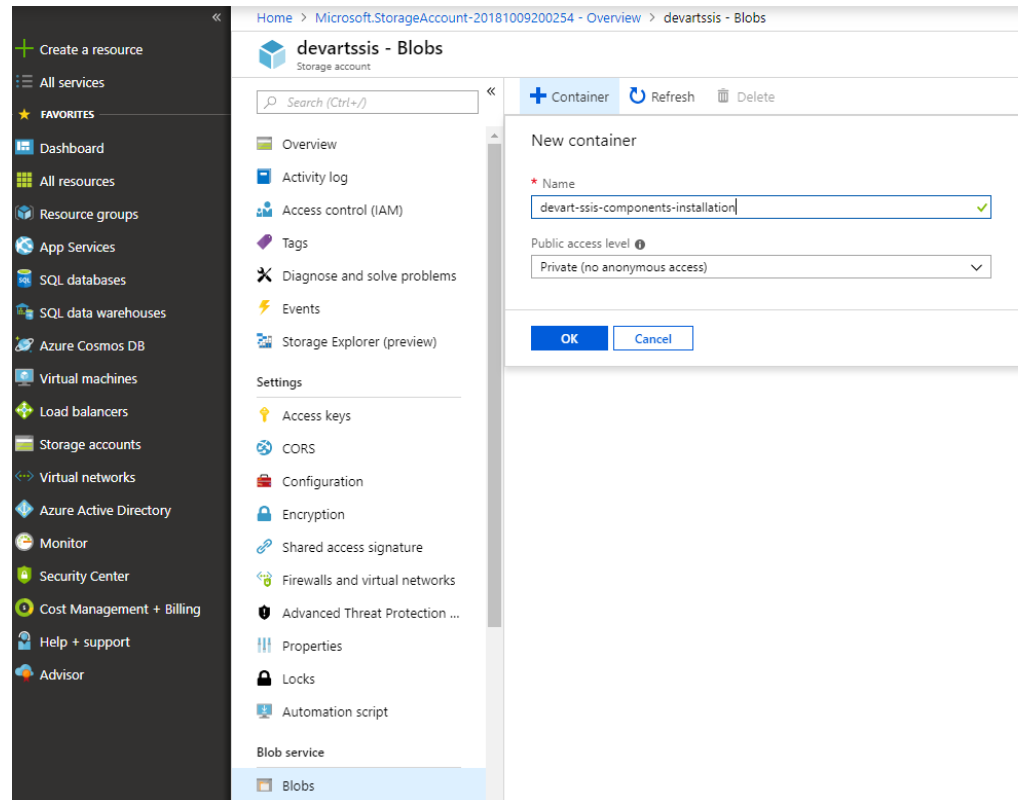 «
Home > Microsoft.StorageAccount-20181009200254 - Overview > devartssis - Blobs
Create a resource
All services
FAVORITES
Dashboard
All resources
Resource groups
App Services
SQL databases
SQL data warehouses
Azure Cosmos DB
Virtual machines
Load balancers
Storage accounts
Virtual networks
Azure Active Directory
Monitor
Security Center
Cost Management + Billing
Help + support
Advisor
devartssis - Blobs
Storage account
Search (Ctrl+/)
«
Overview
Activity log
Access control (IAM)
Tags
Diagnose and solve problems
Events
Storage Explorer (preview)
Settings
Access keys
CORS
Configuration
Encryption
Shared access signature
Firewalls and virtual networks
Advanced Threat Protection ...
Properties
Locks
Automation script
Blob service
Blobs
Container Refresh Delete
New container
* Name
devart-ssis-components-installation
Public access level
Private (no anonymous access)
OK Cancel